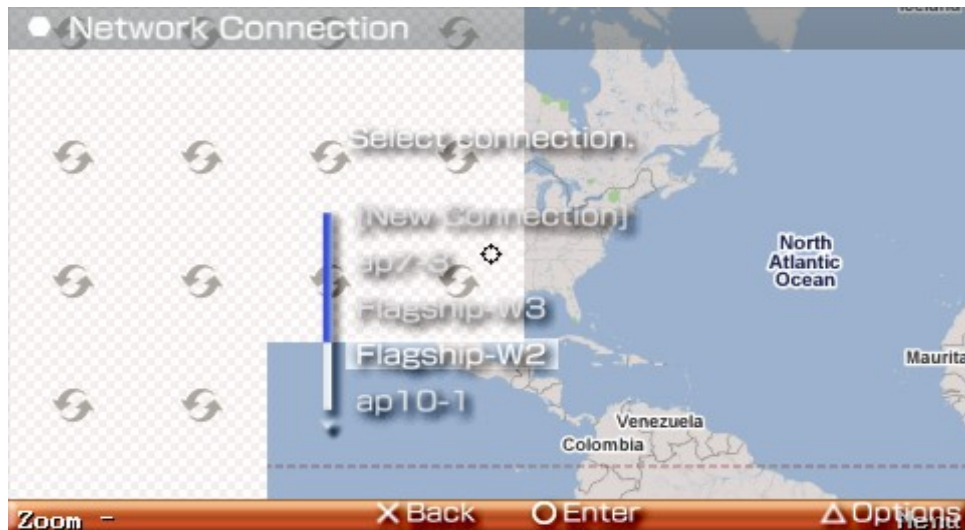 Network Connection
Select connection.
[New Connection]
ap7-3
Flagship-W3
Flagship-W2
ap10-1
North
Atlantic
Ocean
Maurita
Venezuela
Colombia
Zoom -
X Back
O Enter
△ Options
Menu